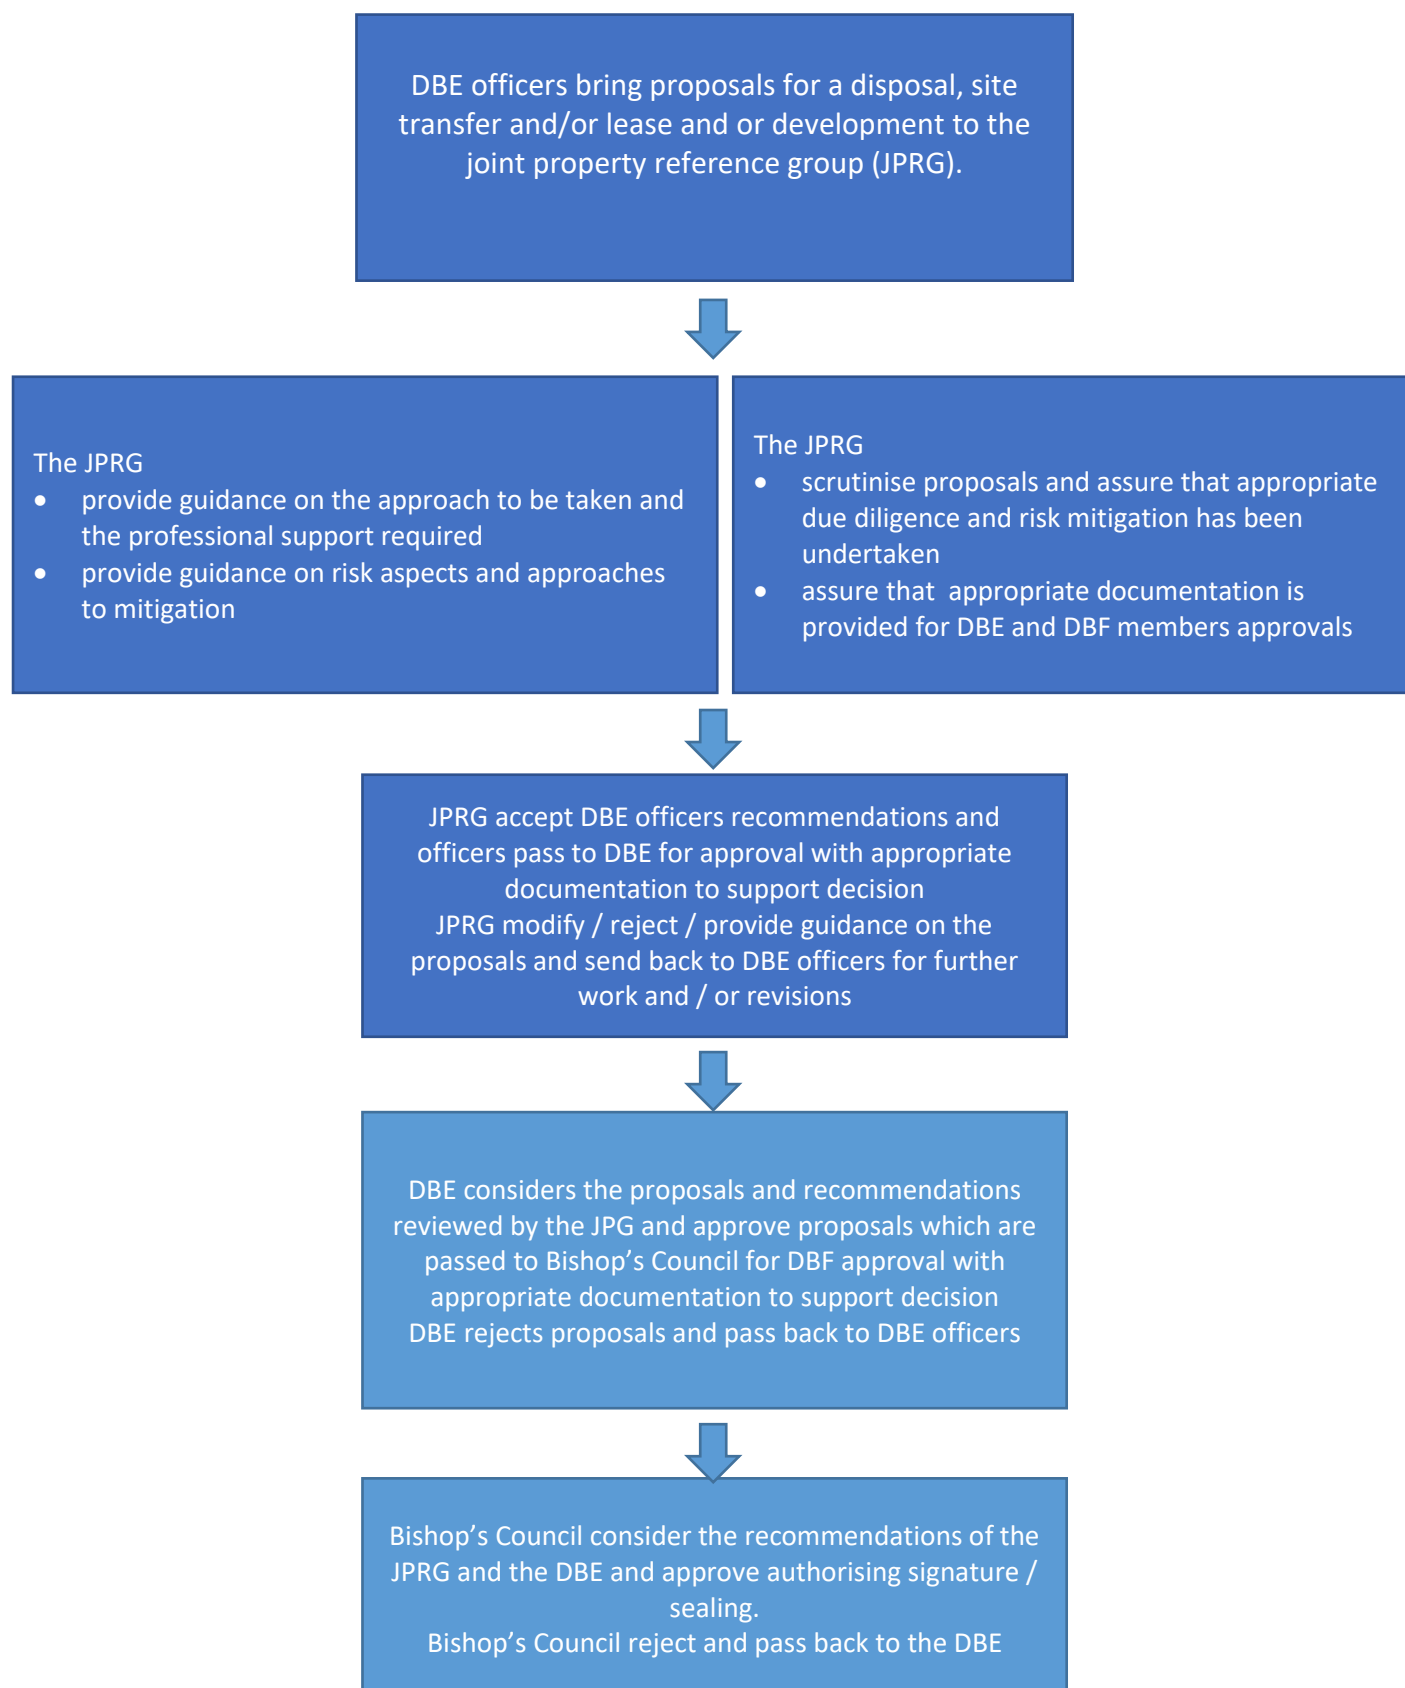 DBE officers bring proposals for a disposal, site
transfer and/or lease and or development to the
joint property reference group (JPRG).
The JPRG
• provide guidance on the approach to be taken and
the professional support required
• provide guidance on risk aspects and approaches
to mitigation
The JPRG
• scrutinise proposals and assure that appropriate
due diligence and risk mitigation has been
undertaken
• assure that  appropriate documentation is
provided for DBE and DBF members approvals
JPRG accept DBE officers recommendations and
officers pass to DBE for approval with appropriate
documentation to support decision
JPRG modify / reject / provide guidance on the
proposals and send back to DBE officers for further
work and / or revisions
DBE considers the proposals and recommendations
reviewed by the JPG and approve proposals which are
passed to Bishop’s Council for DBF approval with
appropriate documentation to support decision
DBE rejects proposals and pass back to DBE officers
Bishop’s Council consider the recommendations of the
JPRG and the DBE and approve authorising signature /
sealing.
Bishop’s Council reject and pass back to the DBE